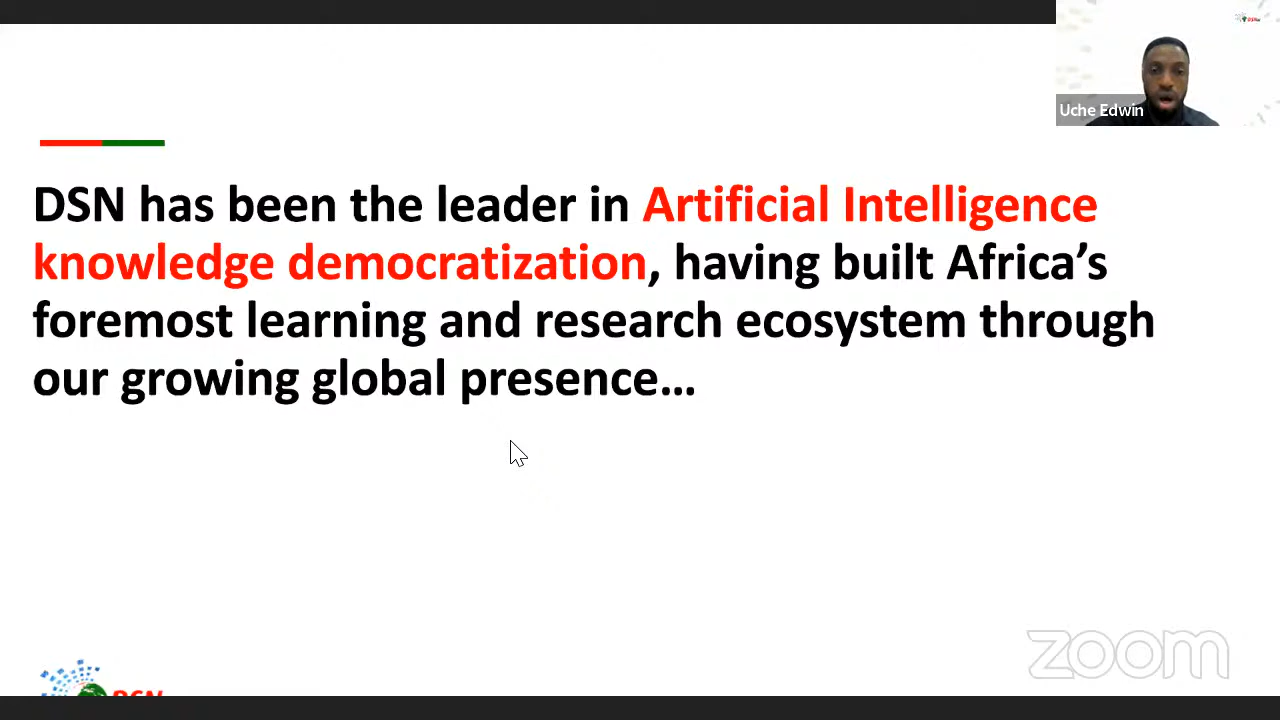 Uche Edwin
DSN has been the leader in Artificial Intelligence
knowledge democratization, having built Africa’s
foremost learning and research ecosystem through
our growing global presence…
zoom
DSN